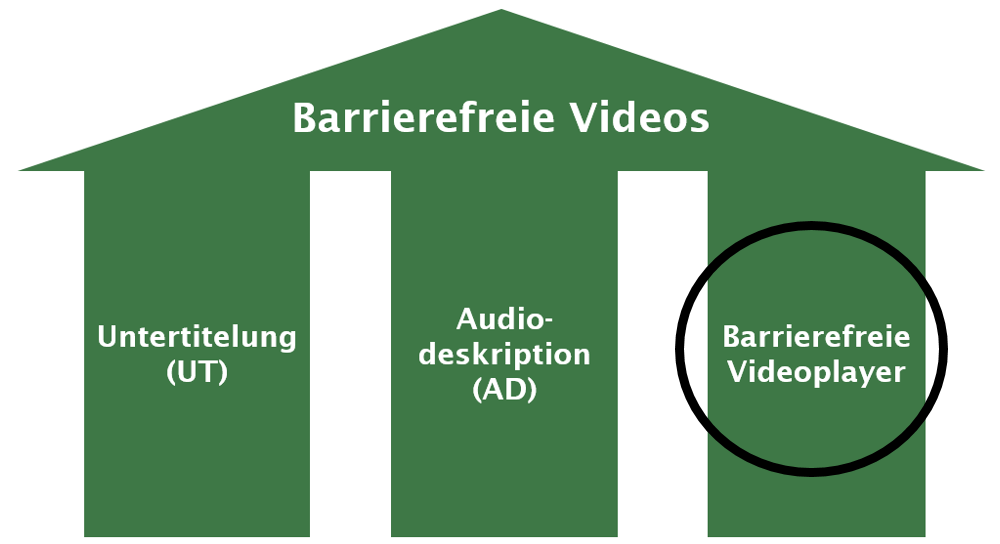 Barrierefreie Videos
Untertitelung
(UT)
Audio-
deskription
(AD)
Barrierefreie
Videoplayer